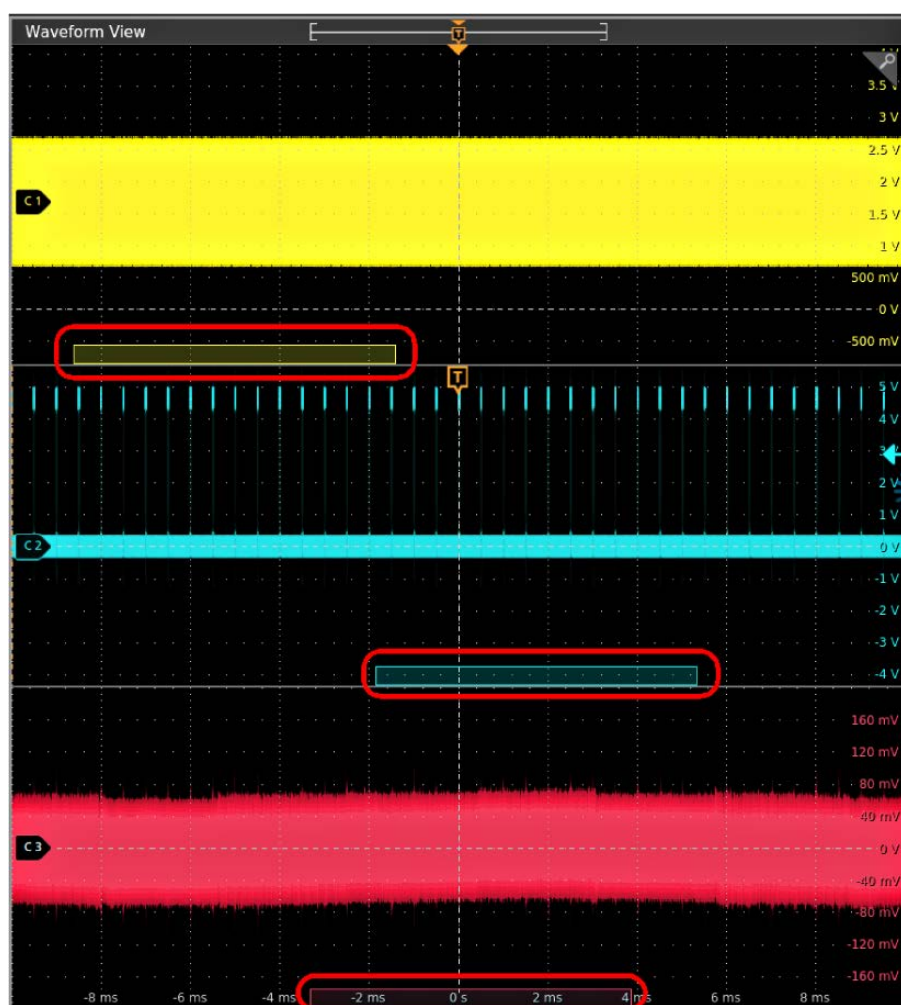 Waveform View
T
3.5 V
3 V
2.5 V
C 1
2 V
1.5 V
1 V
500 mV
0 V
-500 mV
T
5 V
4 V
2 V
1 V
C 2
0 V
-1 V
-2 V
-3 V
-4 V
160 mV
120 mV
80 mV
40 mV
C 3
0 V
-40 mV
-80 mV
-120 mV
-160 mV
-8 ms -6 ms -4 ms -2 ms 0 s 2 ms 4 ms 6 ms 8 ms